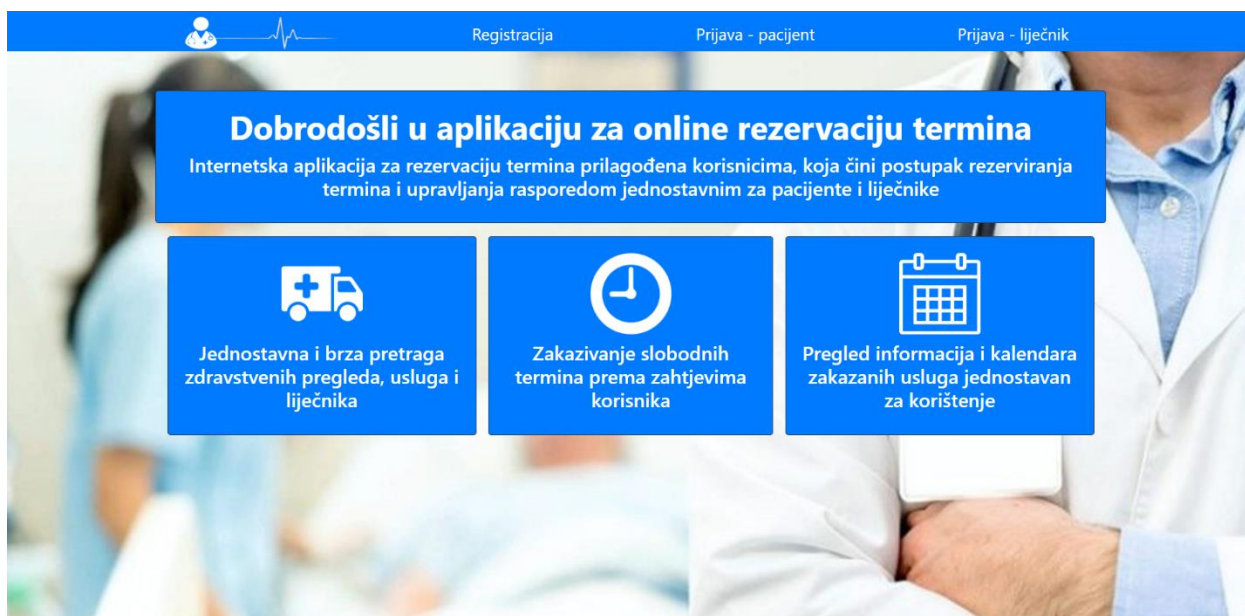 Registracija
Prijava - pacijent
Prijava - liječnik
Dobrodošli u aplikaciju za online rezervaciju termina
Internetska aplikacija za rezervaciju termina prilagođena korisnicima, koja čini postupak rezerviranja
termina i upravljanja rasporedom jednostavnim za pacijente i liječnike
Jednostavna i brza pretraga
zdravstvenih pregleda, usluga i
liječnika
Zakazivanje slobodnih
termina prema zahtjevima
korisnika
Pregled informacija i kalendara
zakazanih usluga jednostavan
za korištenje